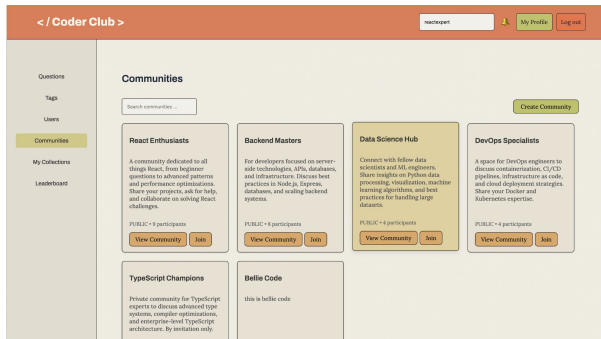 < / Coder Club >
reactexpert
My Profile
Log out
Questions
Tags
Users
Communities
My Collections
Leaderboard
Communities
Search communities ...
Create Community
React Enthusiasts
A community dedicated to all
things React, from beginner
questions to advanced patterns
and performance optimizations.
Share your projects, ask for help,
and collaborate on solving React
challenges.
PUBLIC • 9 participants
View Community
Join
Backend Masters
For developers focused on server-
side technologies, APIs, databases,
and infrastructure. Discuss best
practices in Node.js, Express,
databases, and scaling backend
systems.
PUBLIC • 8 participants
View Community
Join
Data Science Hub
Connect with fellow data
scientists and ML engineers.
Share insights on Python data
processing, visualization, machine
learning algorithms, and best
practices for handling large
datasets.
PUBLIC • 4 participants
View Community
Join
DevOps Specialists
A space for DevOps engineers to
discuss containerization, CI/CD
pipelines, infrastructure as code,
and cloud deployment strategies.
Share your Docker and
Kubernetes expertise.
PUBLIC • 4 participants
View Community
Join
TypeScript Champions
Private community for TypeScript
experts to discuss advanced type
systems, compiler optimizations,
and enterprise-level TypeScript
architecture. By invitation only.
Bellie Code
this is bellie code